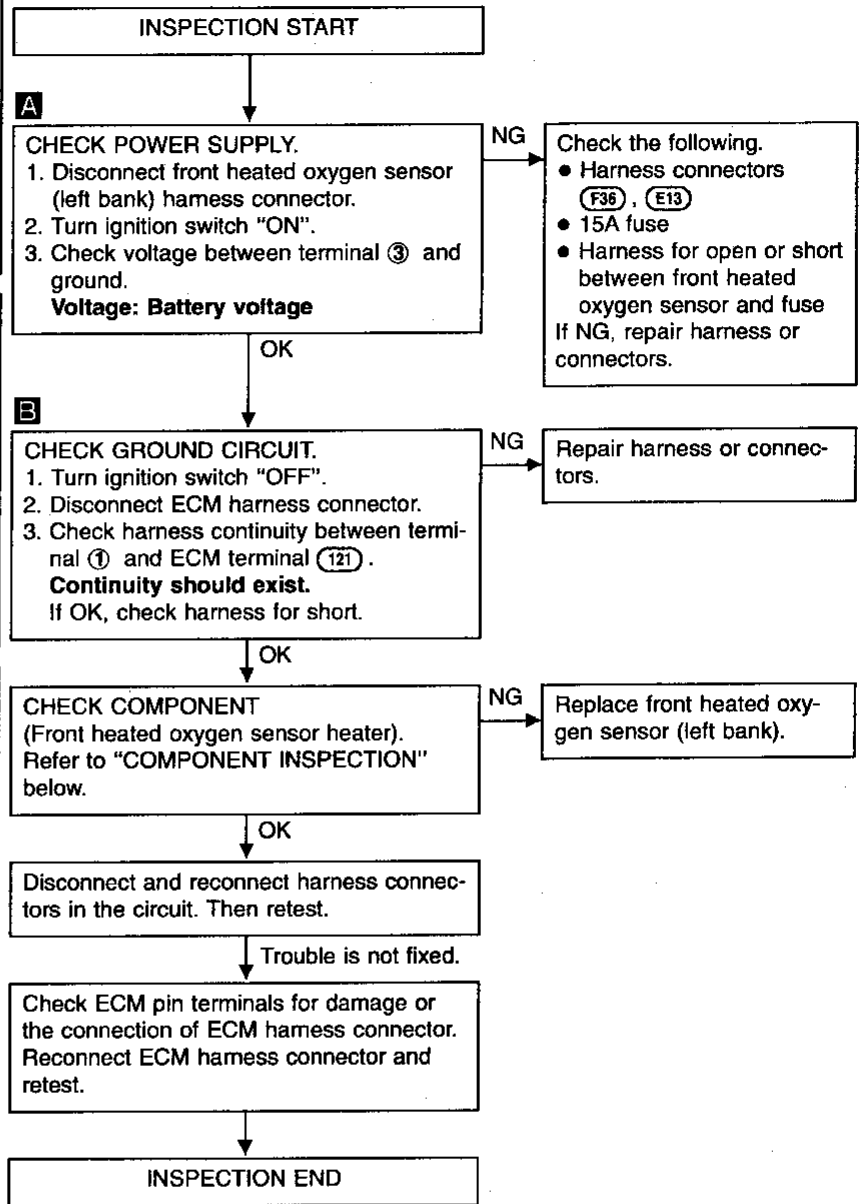 INSPECTION START
A
CHECK POWER SUPPLY.
1. Disconnect front heated oxygen sensor
(left bank) harness connector.
2. Turn ignition switch “ON”.
3. Check voltage between terminal ③ and
ground.
Voltage: Battery voltage
NG
Check the following.
● Harness connectors
(F36), (E13)
● 15A fuse
● Harness for open or short
between front heated
oxygen sensor and fuse
If NG, repair harness or
connectors.
OK
B
CHECK GROUND CIRCUIT.
1. Turn ignition switch “OFF”.
2. Disconnect ECM harness connector.
3. Check harness continuity between termi-
nal ① and ECM terminal (121).
Continuity should exist.
If OK, check harness for short.
NG
Repair harness or connec-
tors.
OK
CHECK COMPONENT
(Front heated oxygen sensor heater).
Refer to “COMPONENT INSPECTION”
below.
NG
Replace front heated oxy-
gen sensor (left bank).
OK
Disconnect and reconnect harness connec-
tors in the circuit. Then retest.
Trouble is not fixed.
Check ECM pin terminals for damage or
the connection of ECM harness connector.
Reconnect ECM harness connector and
retest.
INSPECTION END